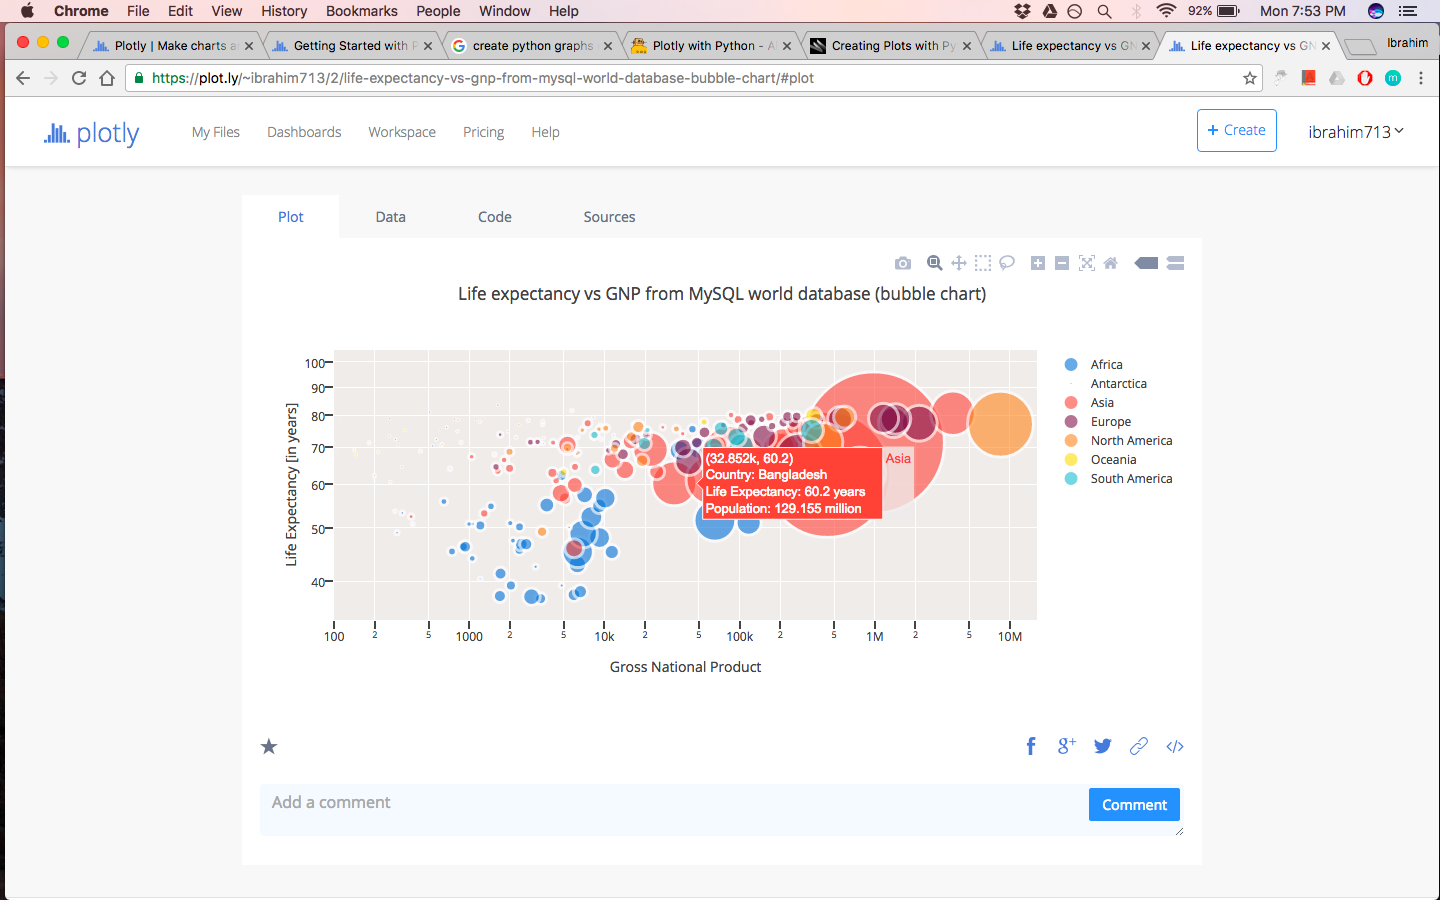 Chrome File Edit View History Bookmarks People Window Help 92% Mon 7:53 PM
Plotly | Make charts a
Getting Started with P
create python graphs
Plotly with Python - A
Creating Plots with Py
Life expectancy vs GN
Life expectancy vs GN
Ibrahim
https://plot.ly/~ibrahim713/2/life-expectancy-vs-gnp-from-mysql-world-database-bubble-chart/#plot
plotly My Files Dashboards Workspace Pricing Help + Create ibrahim713
Plot Data Code Sources
Life expectancy vs GNP from MySQL world database (bubble chart)
Life Expectancy [in years]
100
90
80
70
60
50
40
100 2 5 1000 2 5 10k 2 5 100k 2 5 1M 2 5 10M
Gross National Product
(32.852k, 60.2)
Country: Bangladesh
Life Expectancy: 60.2 years
Population: 129.155 million
Asia
Africa
Antarctica
Asia
Europe
North America
Oceania
South America
Add a comment
Comment